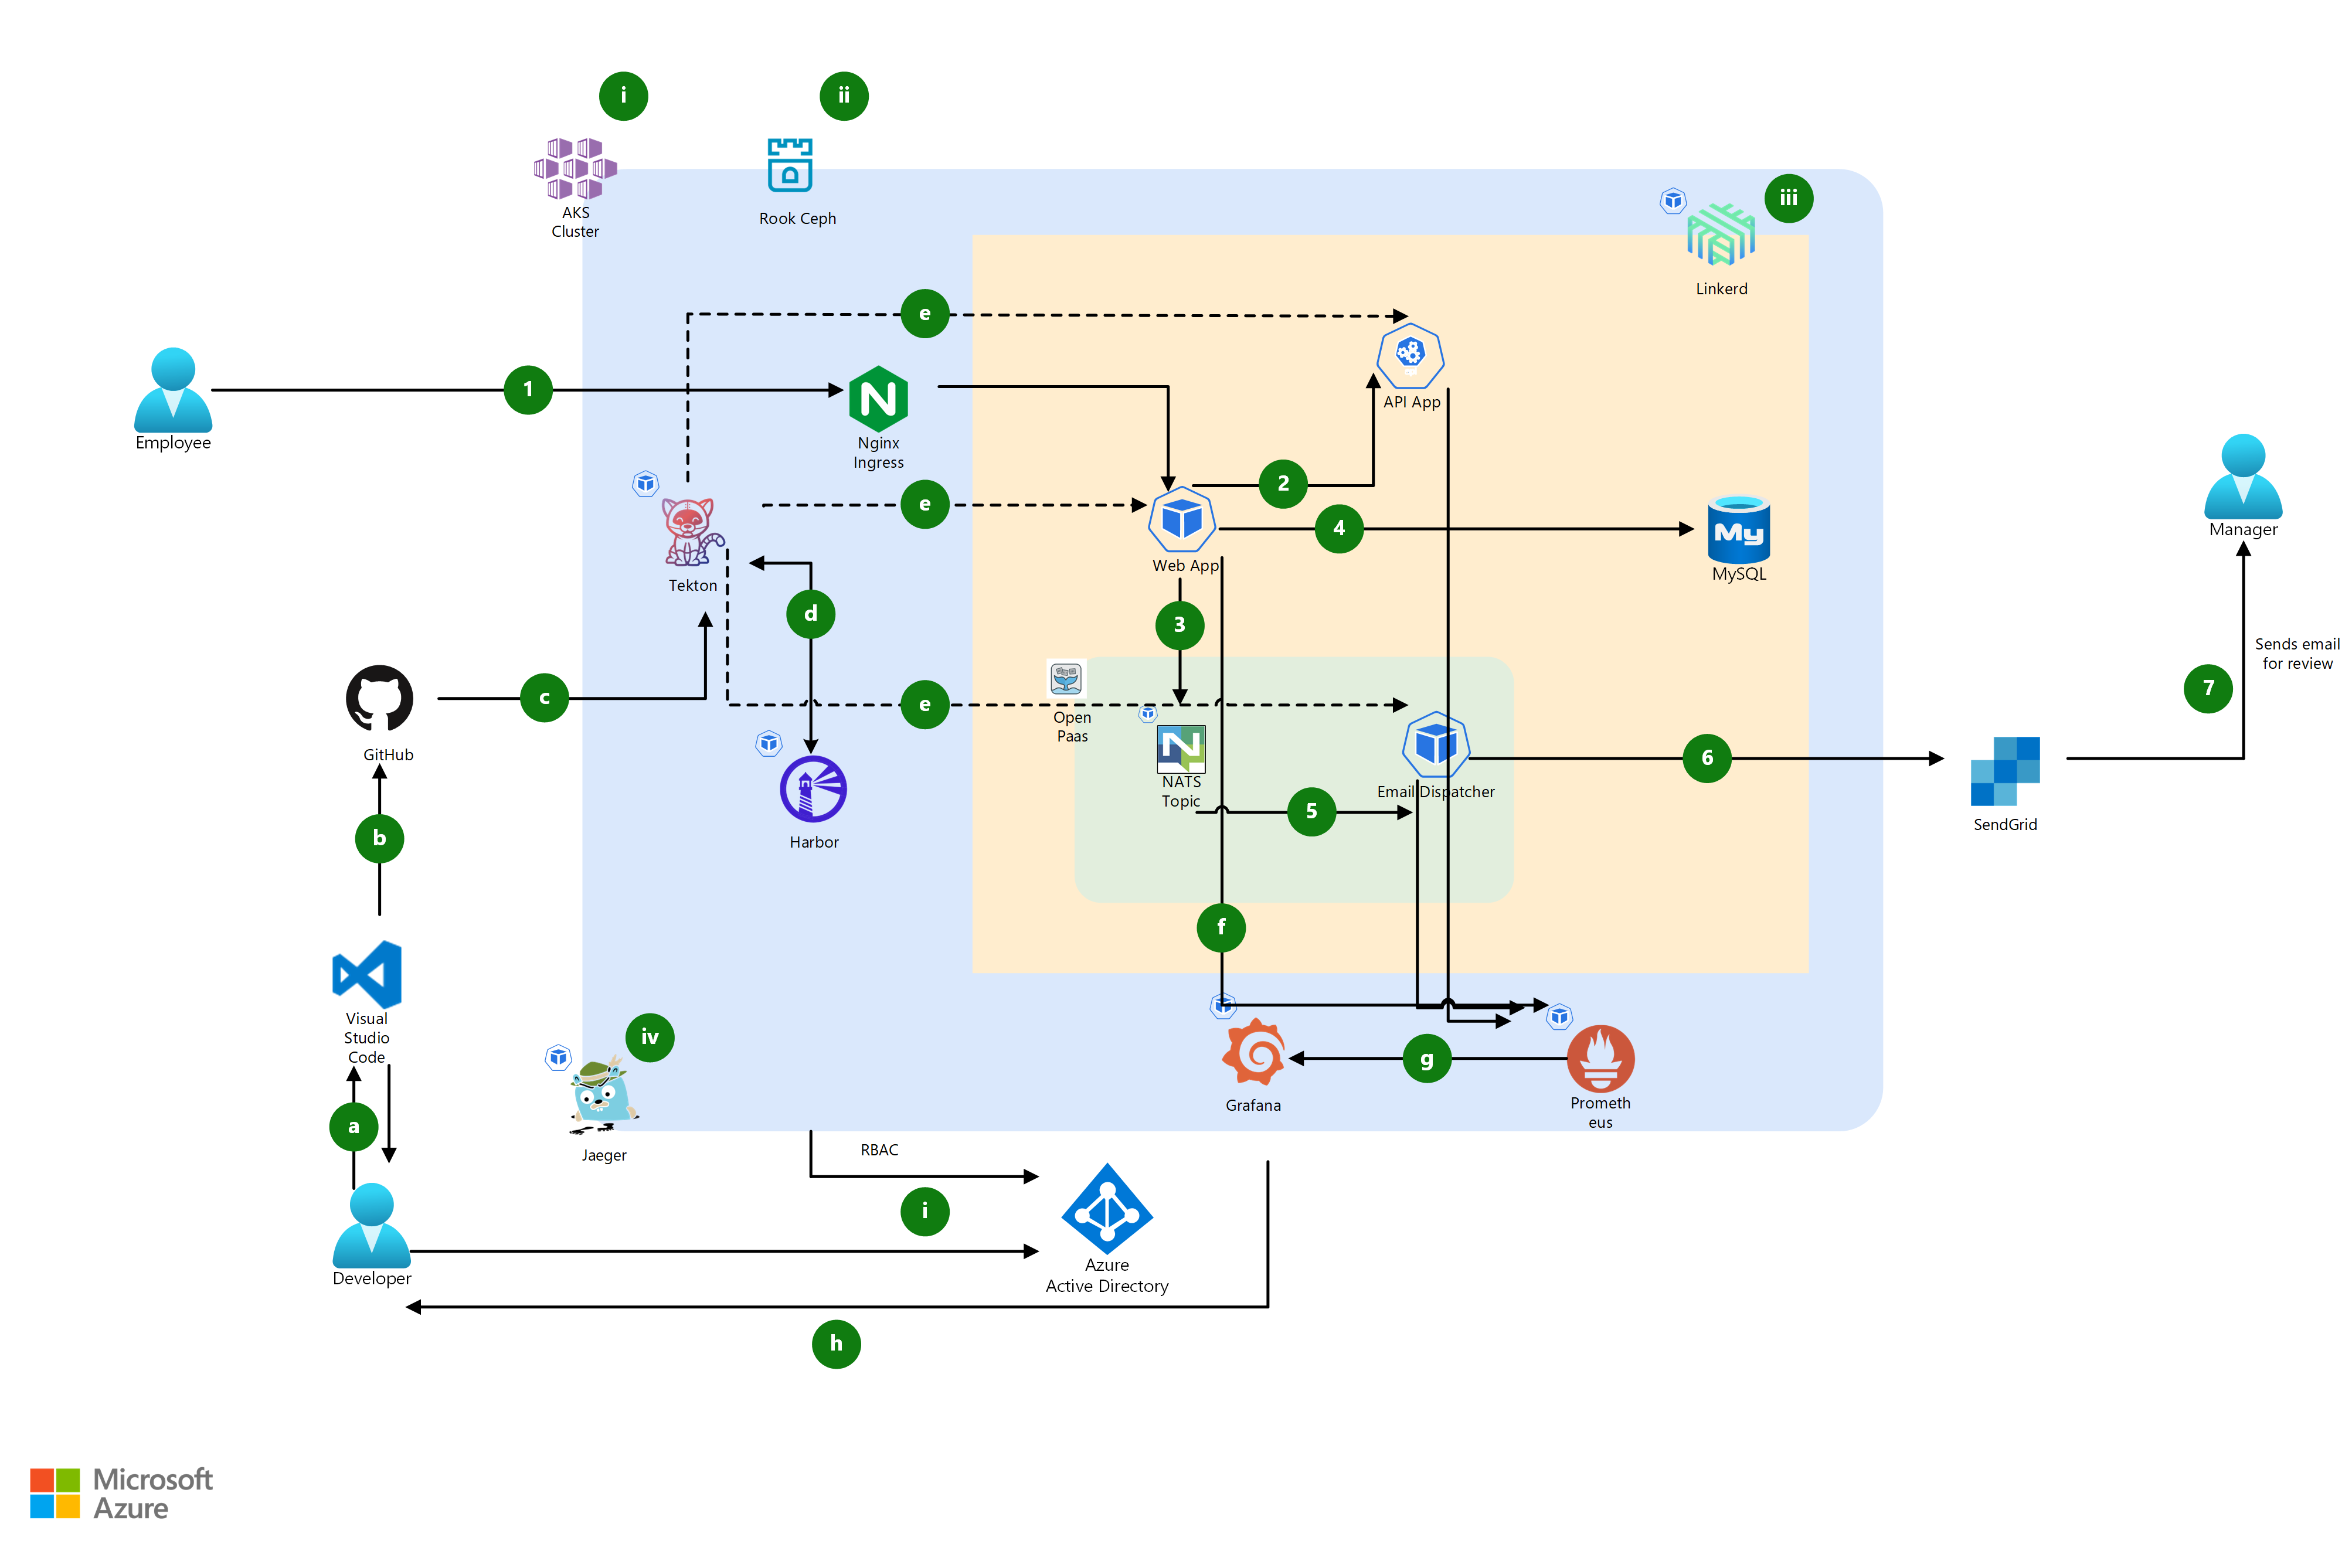 i
ii
AKS
Cluster
Rook Ceph
iii
Linkerd
e
1
Employee
Nginx
Ingress
API App
2
e
4
Web App
MySQL
Manager
Tekton
d
3
Sends email
for review
7
c
GitHub
e
Open
Paas
NATS
Topic
Email Dispatcher
6
5
SendGrid
Harbor
b
f
Visual
Studio
Code
iv
Jaeger
g
Grafana
Prometh
eus
a
RBAC
i
Developer
Azure
Active Directory
h
Microsoft
Azure